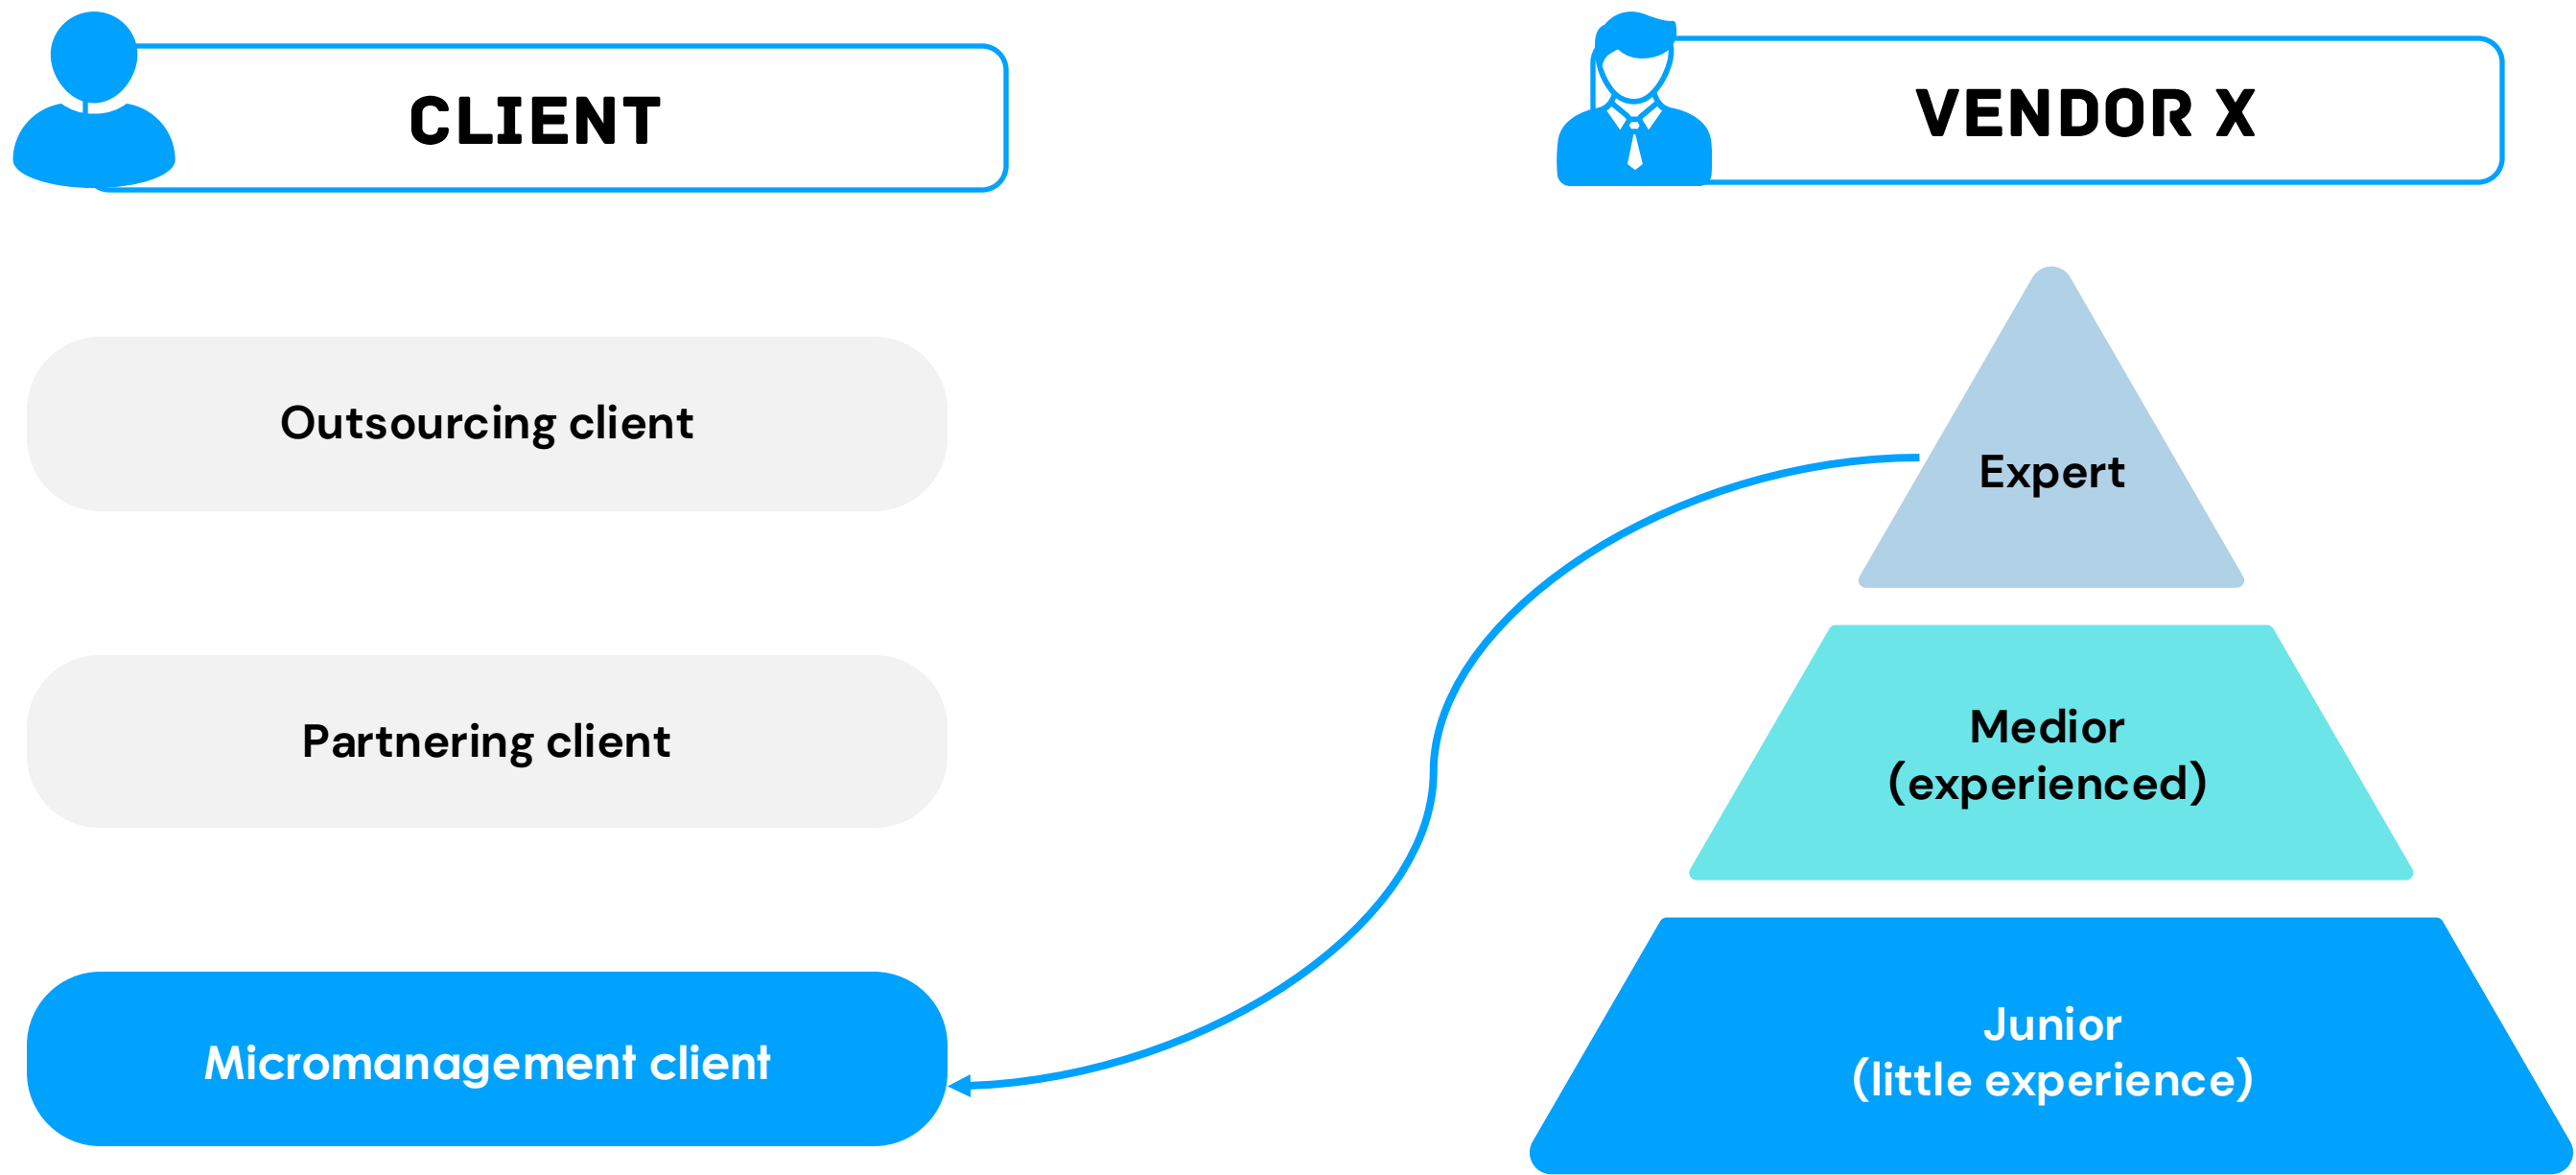 CLIENT
VENDOR X
Outsourcing client
Partnering client
Micromanagement client
Expert
Medior
(experienced)
Junior
(little experience)